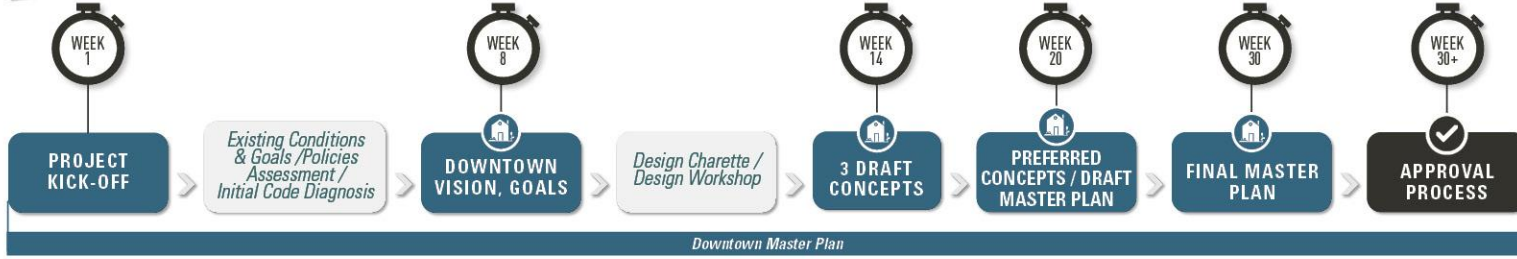 WEEK
1
WEEK
8
WEEK
14
WEEK
20
WEEK
30
WEEK
30+
PROJECT
KICK-OFF
Existing Conditions
& Goals /Policies
Assessment /
Initial Code Diagnosis
DOWNTOWN
VISION, GOALS
Design Charette /
Design Workshop
3 DRAFT
CONCEPTS
PREFERRED
CONCEPTS / DRAFT
MASTER PLAN
FINAL MASTER
PLAN
APPROVAL
PROCESS
Downtown Master Plan